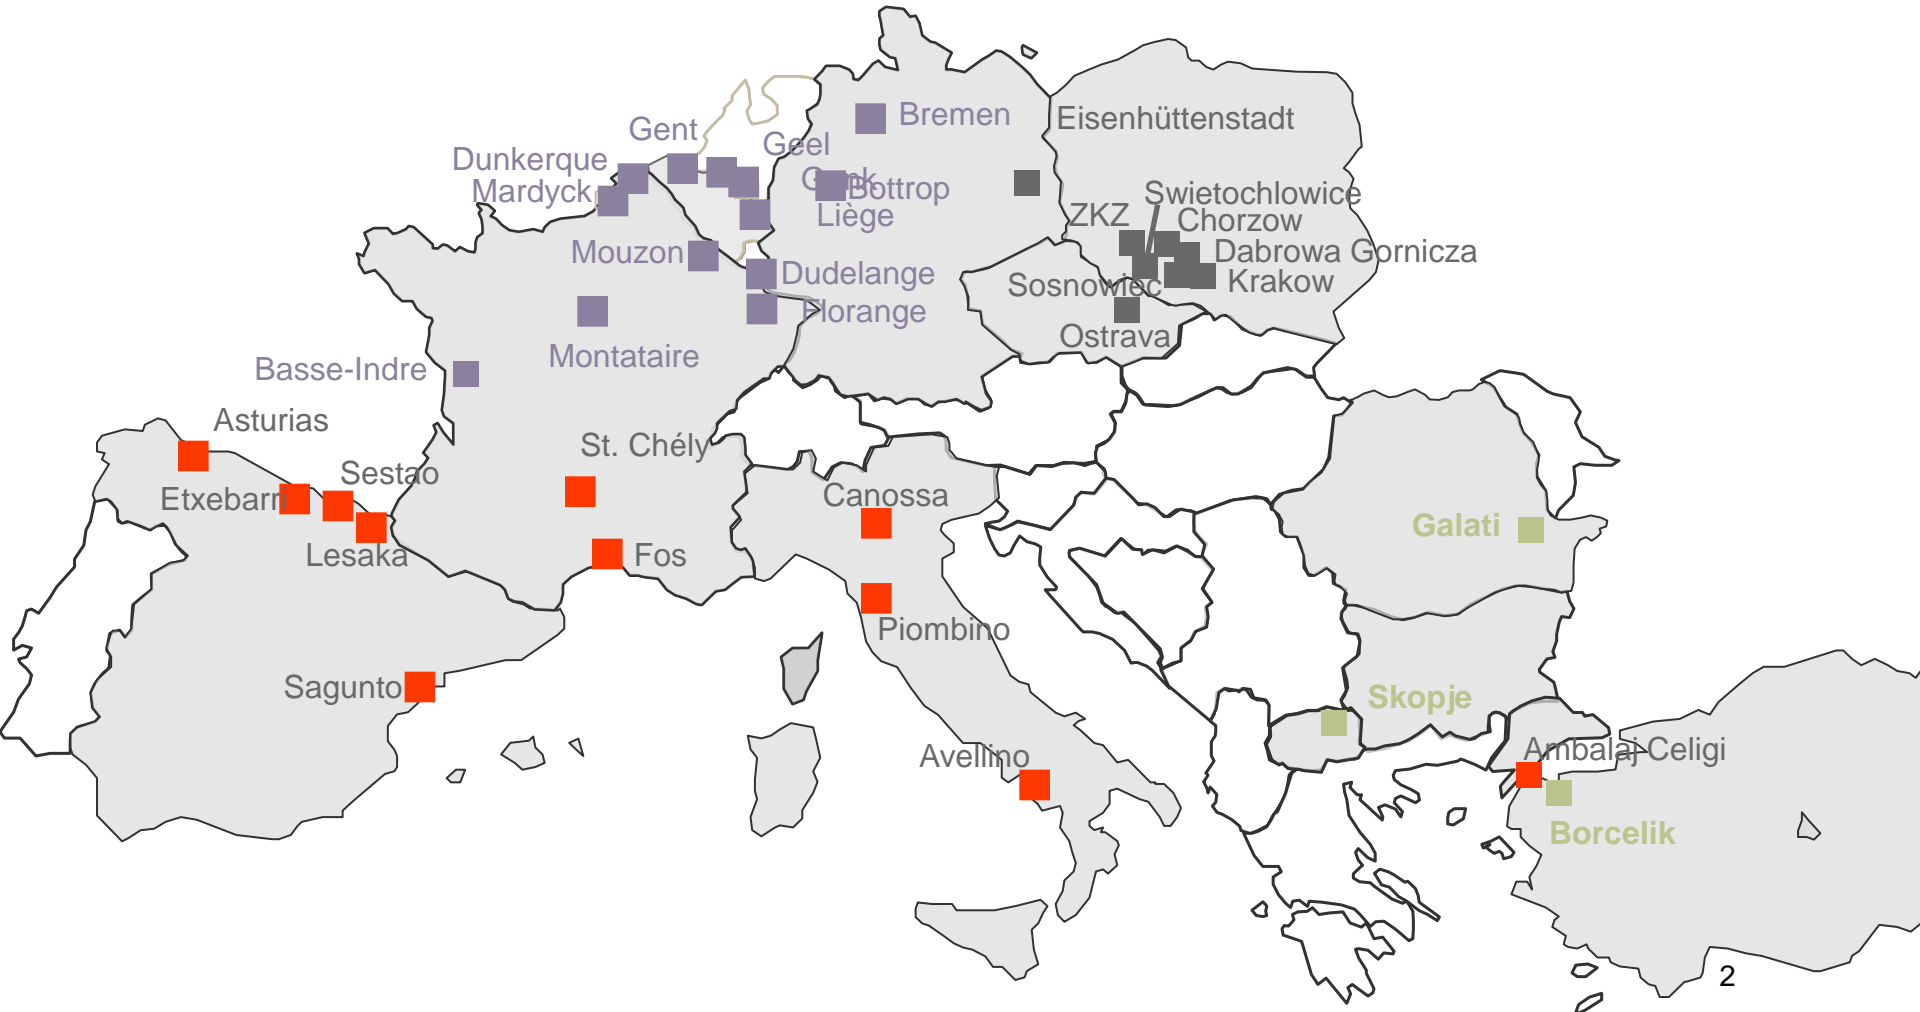 Bremen
Eisenhüttenstadt
Gent
Geel
Dunkerque
Genk
Bottrop
Mardyck
Swietochlowice
Liège
ZKZ
Chorzow
Mouzon
Dabrowa Gornicza
Dudelange
Sosnowiec
Krakow
Florange
Ostrava
Montataire
Basse-Indre
Asturias
St. Chély
Sestao
Etxebarri
Canossa
Galati
Lesaka
Fos
Piombino
Sagunto
Skopje
Avellino
Ambalaj Celigi
Borcelik
2